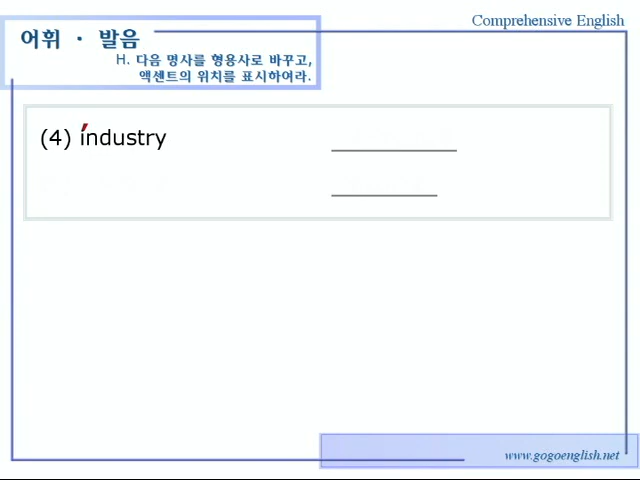 Comprehensive English
어휘 · 발음
H. 다음 명사를 형용사로 바꾸고,
액센트의 위치를 표시하여라.
(4) índustry
www.gogoenglish.net